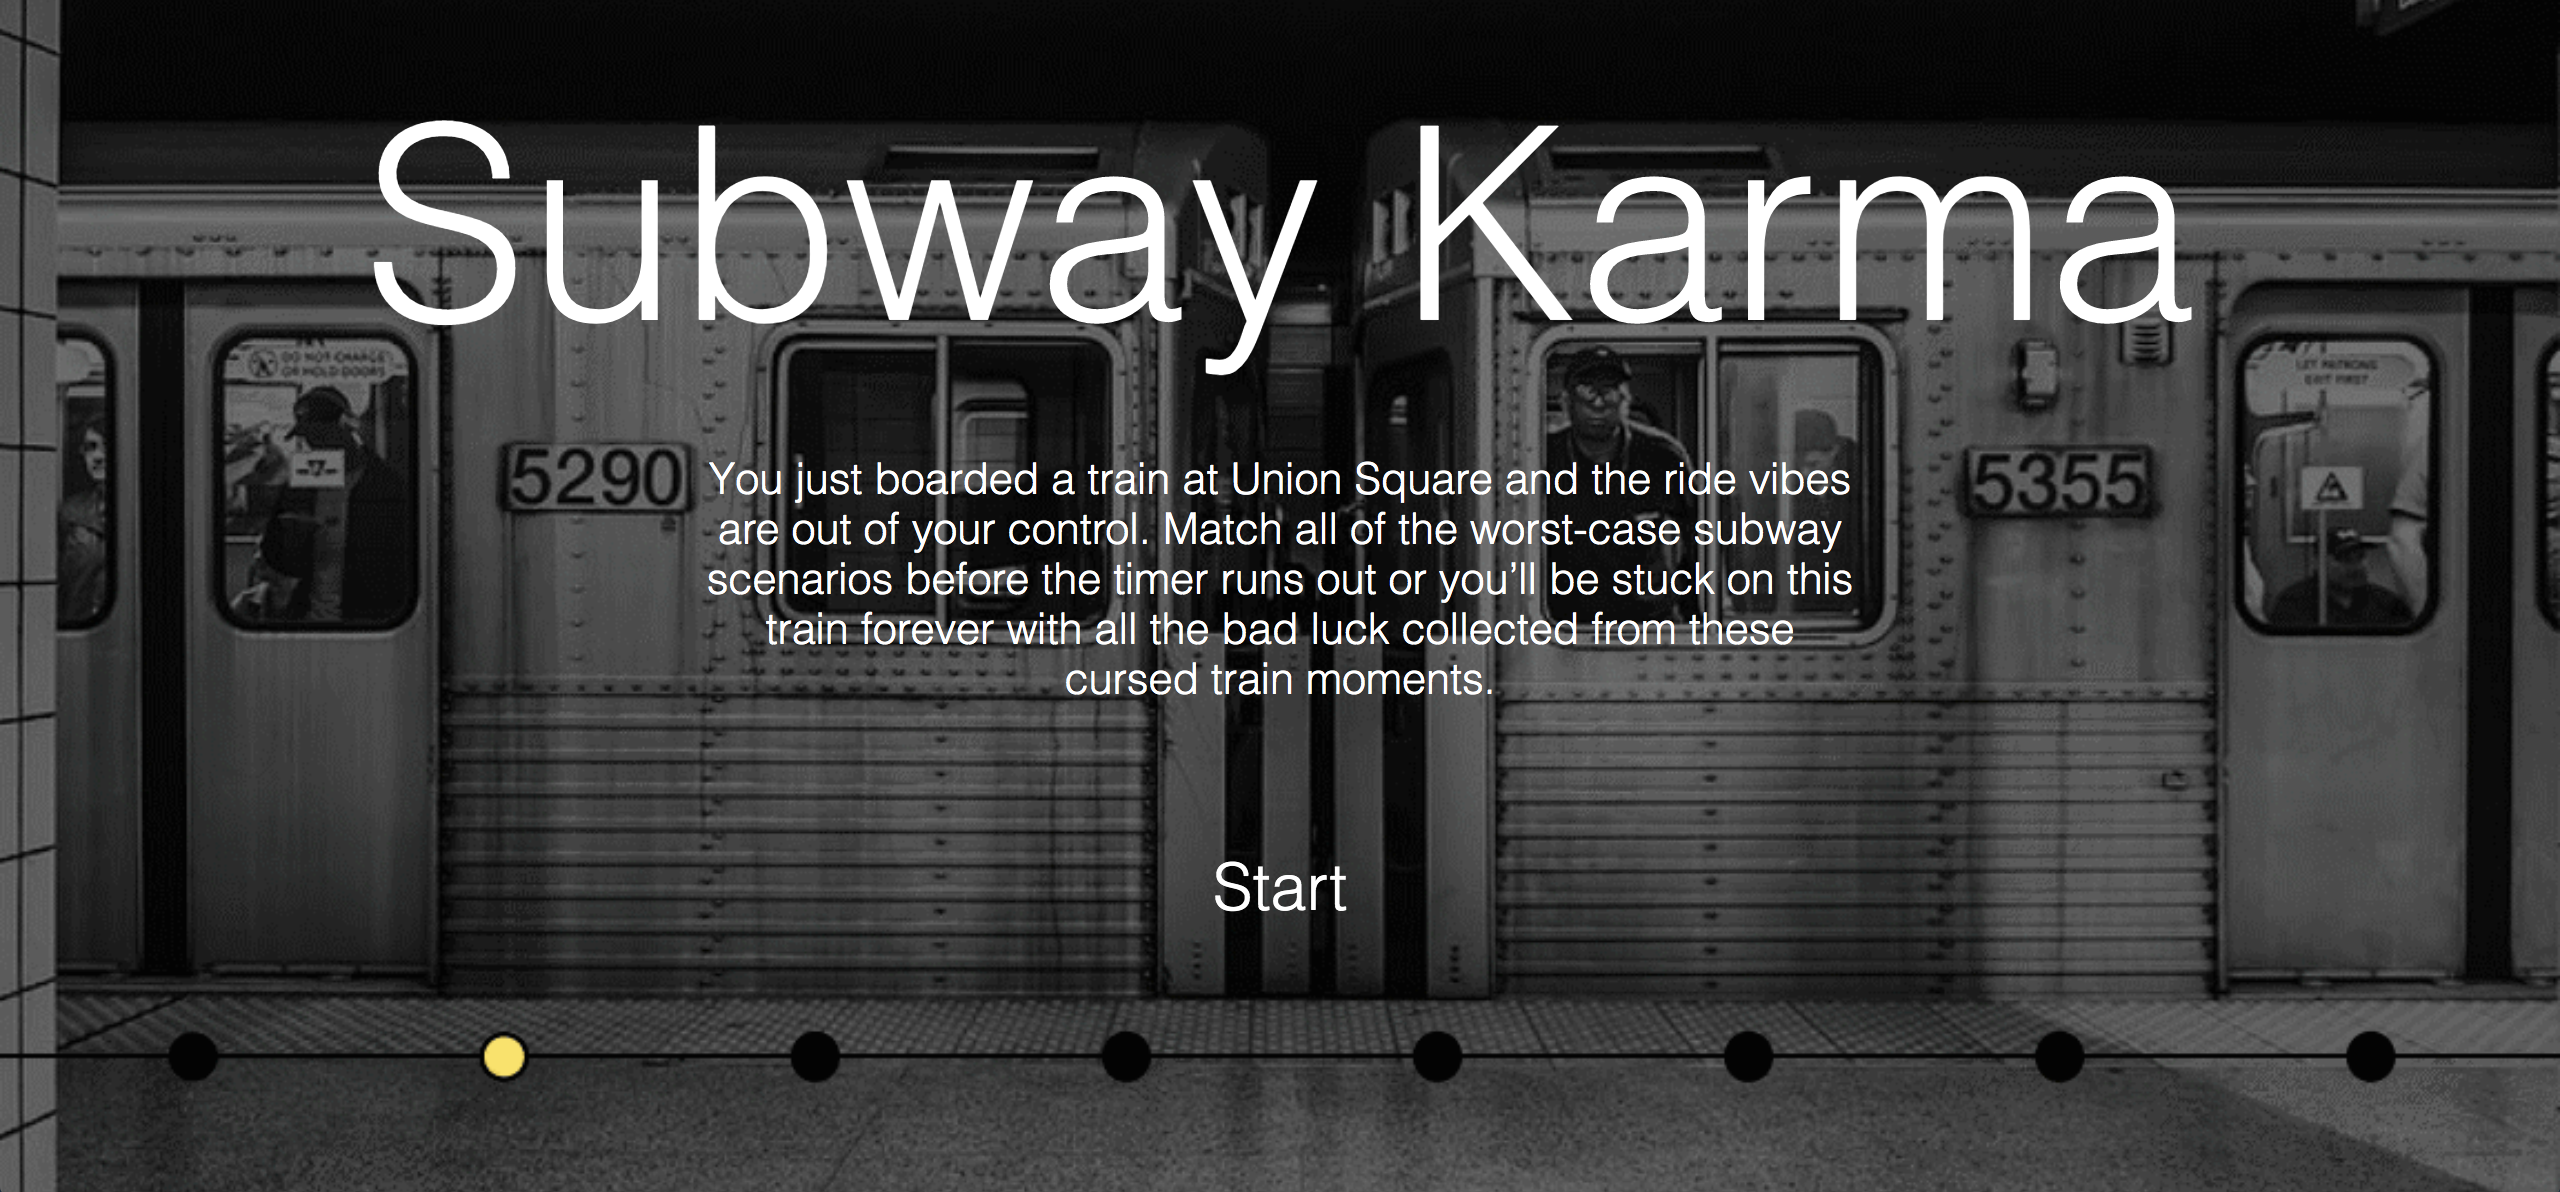 Subway Karma
DO NOT CHARGE
OR HOLD DOORS
LET PATRONS
EXIT FIRST
5290
5355
You just boarded a train at Union Square and the ride vibes
are out of your control. Match all of the worst-case subway
scenarios before the timer runs out or you’ll be stuck on this
train forever with all the bad luck collected from these
cursed train moments.
Start